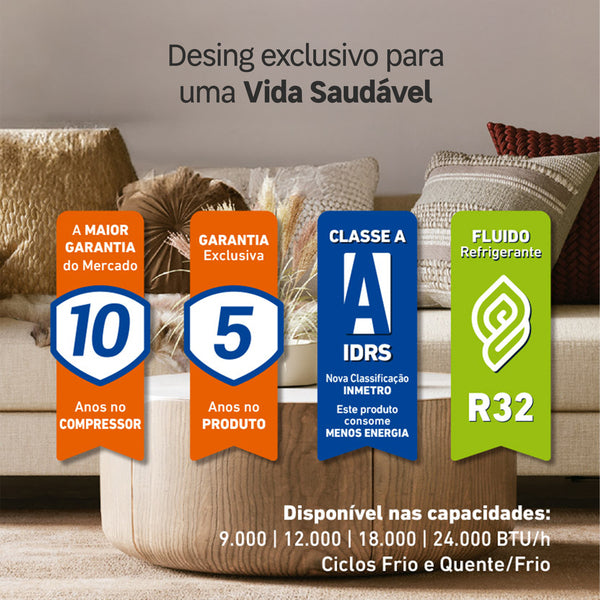 Desing exclusivo para
uma Vida Saudável
A MAIOR
GARANTIA
do Mercado
10
Anos no
COMPRESSOR
GARANTIA
Exclusiva
5
Anos no
PRODUTO
CLASSE A
A
IDRS
Nova Classificação
INMETRO
Este produto
consome
MENOS ENERGIA
FLUIDO
Refrigerante
R32
Disponível nas capacidades:
9.000 | 12.000 | 18.000 | 24.000 BTU/h
Ciclos Frio e Quente/Frio